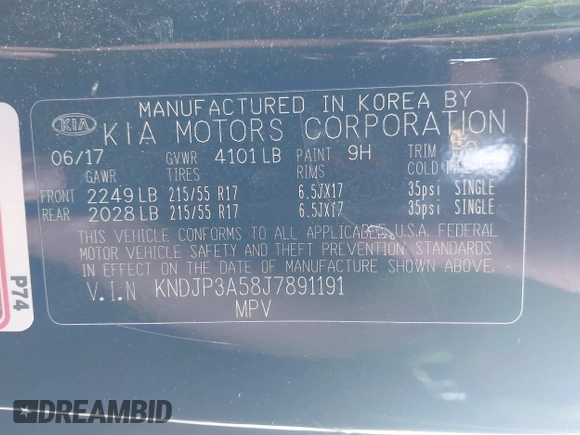 MANUFACTURED IN KOREA BY
KIA KIA MOTORS CORPORATION
06/17 GVWR 4101 LB PAINT 9H TRIM
GAWR TIRES RIMS COLD
FRONT 2249 LB 215/55 R17 6.5JX17 35psi SINGLE
REAR 2028 LB 215/55 R17 6.5JX17 35psi SINGLE
THIS VEHICLE CONFORMS TO ALL APPLICABLE U.S.A. FEDERAL
MOTOR VEHICLE SAFETY AND THEFT PREVENTION STANDARDS
IN EFFECT ON THE DATE OF MANUFACTURE SHOWN ABOVE.
V.I.N KNDJP3A58J7891191
MPV
P74
DREAMBID